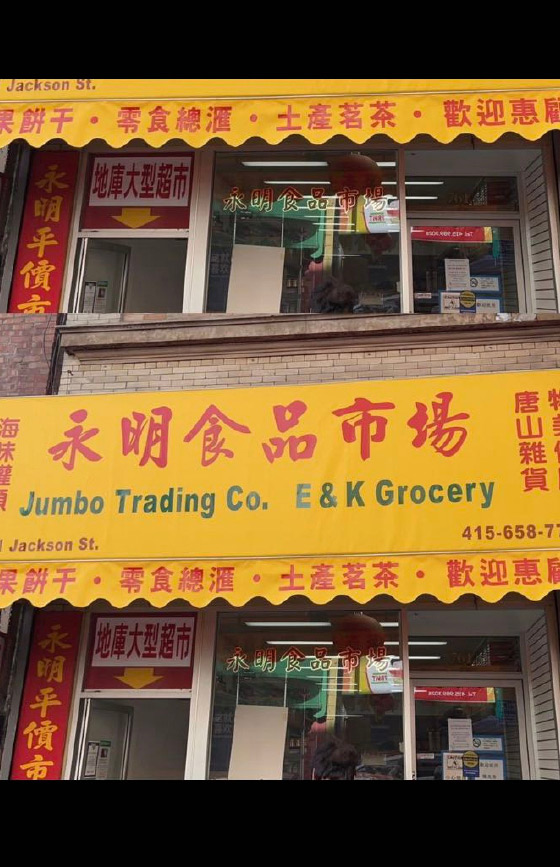 Jackson St.
果餅干 • 零食總滙 • 土產茗茶 • 歡迎惠顧
永明平價市
地庫大型超市
永明食品市場
永明食品市場
海味罐頭
唐山雜貨
Jumbo Trading Co. E & K Grocery
Jackson St.
415-658-77
果餅干 • 零食總滙 • 土產茗茶 • 歡迎惠顧
永明平價市
地庫大型超市
永明食品市場